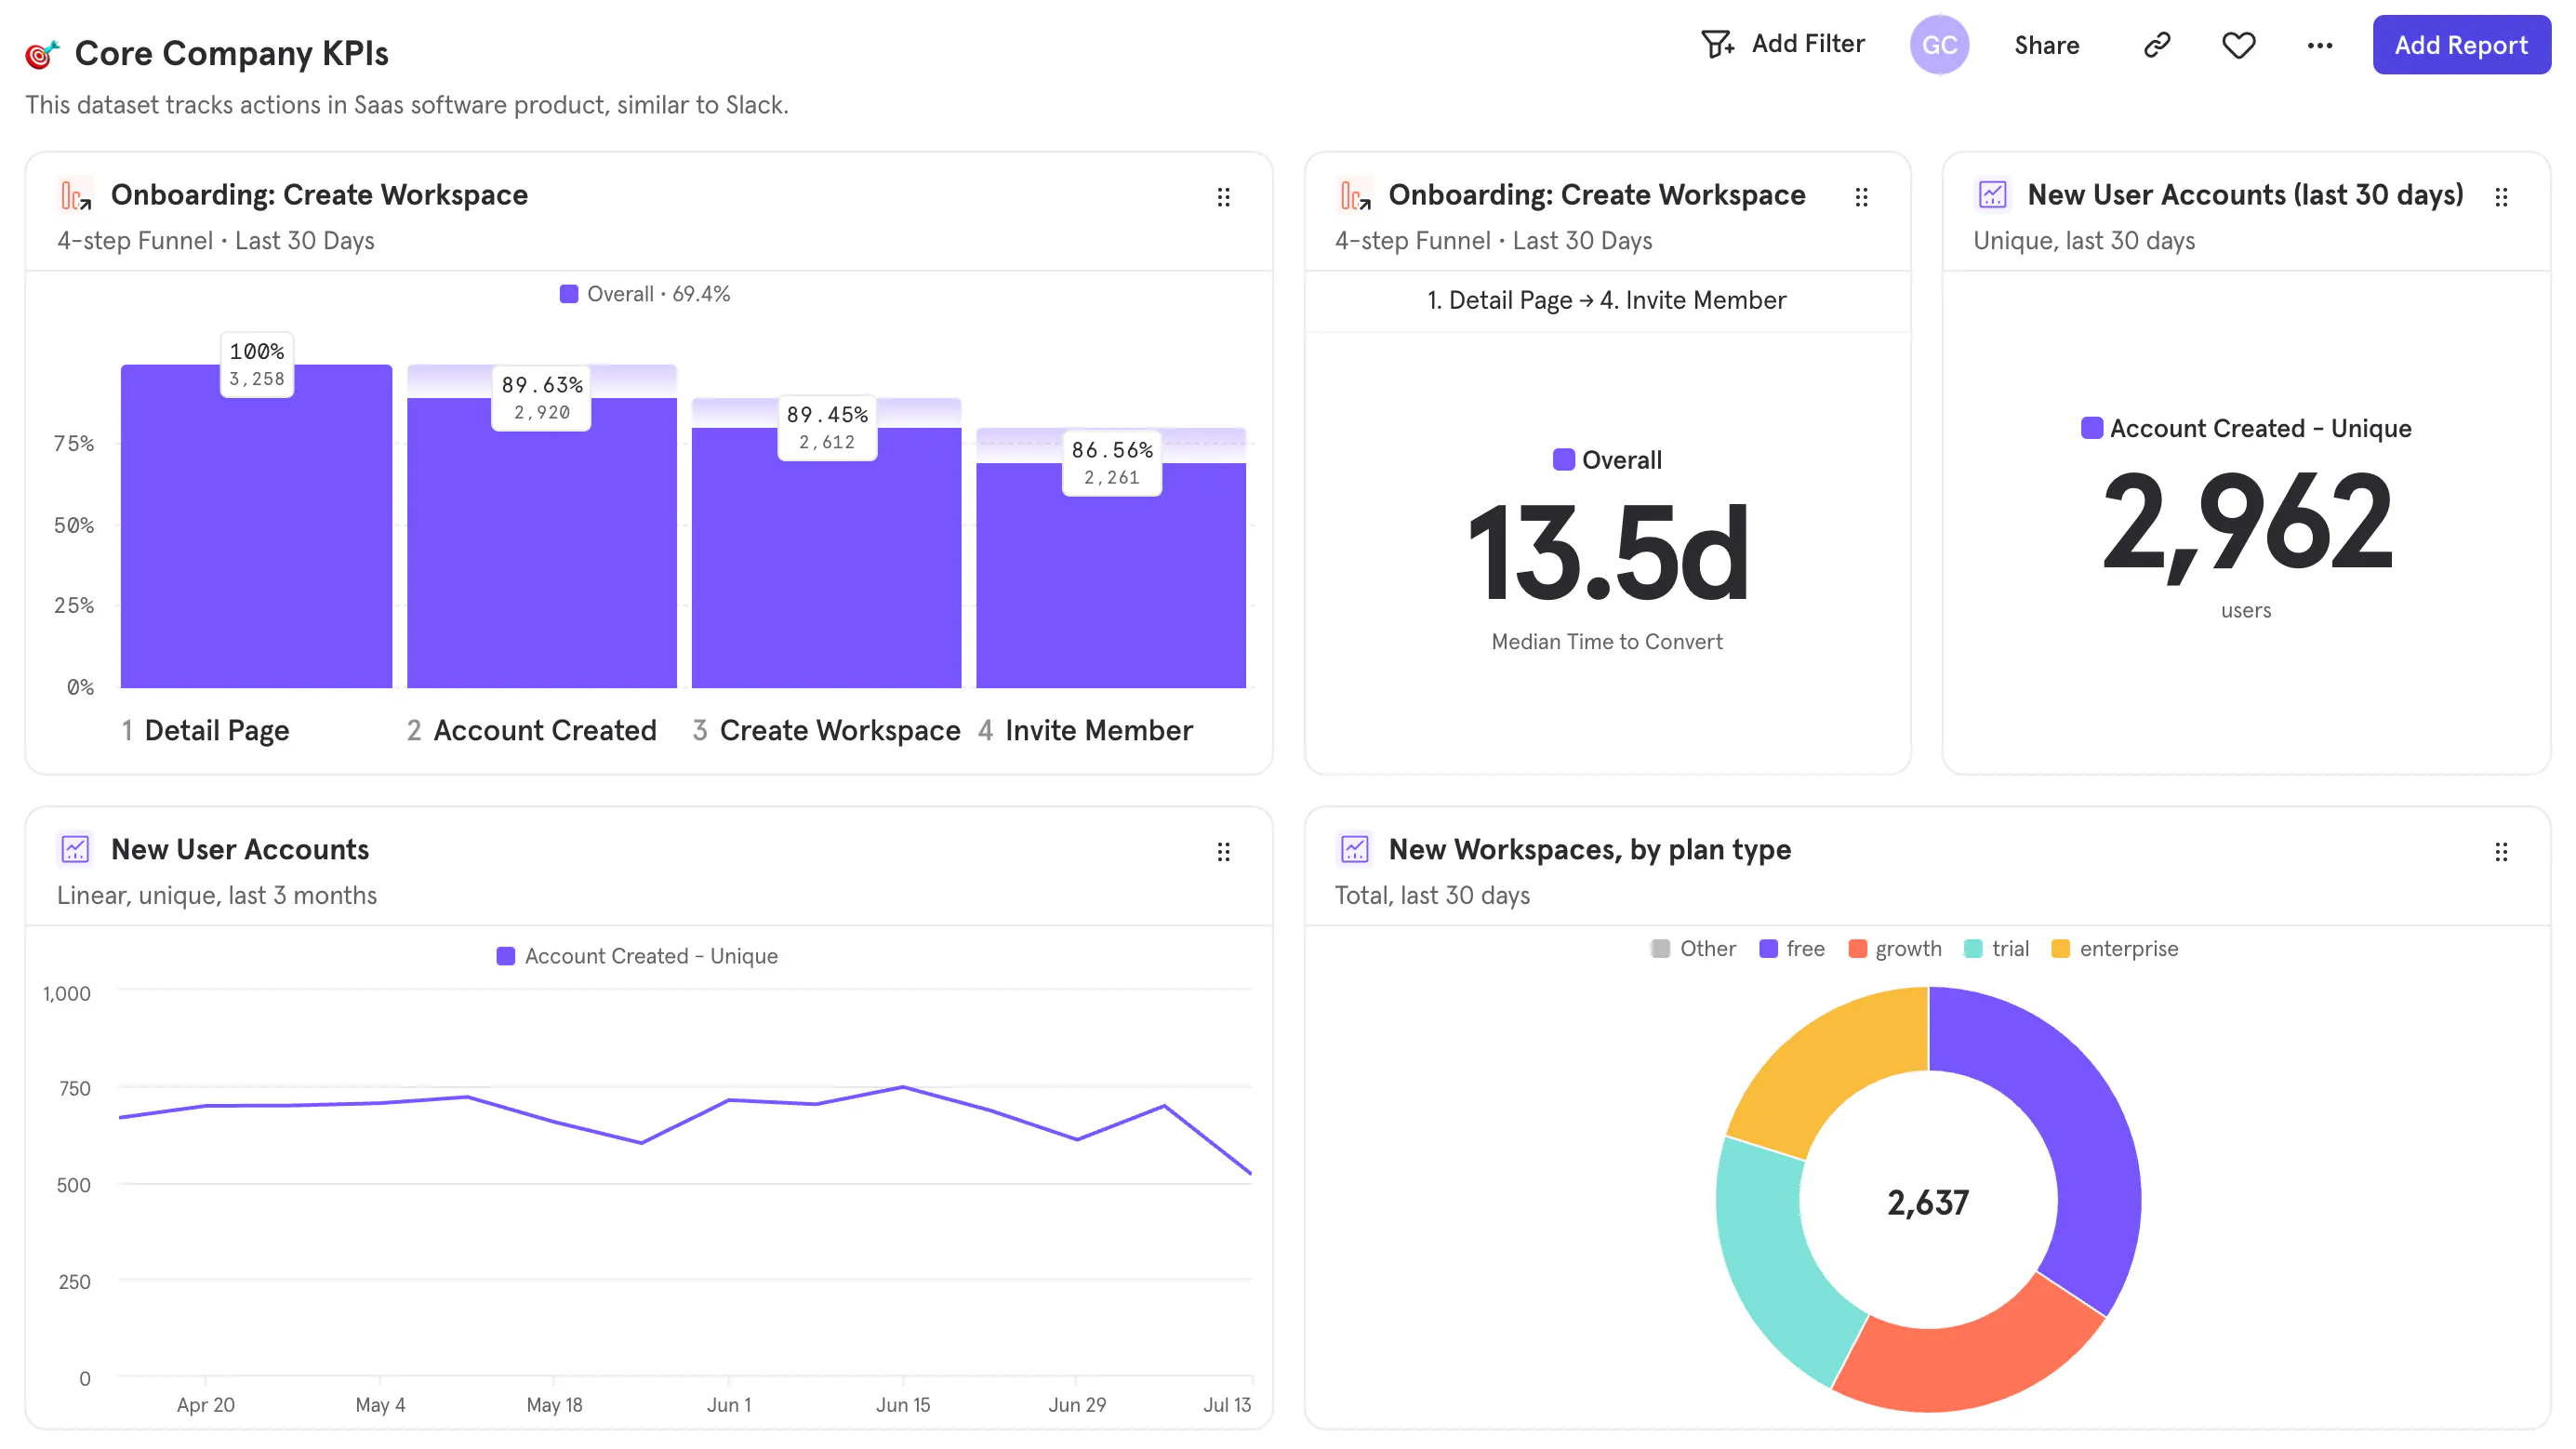 Core Company KPIs
Add Filter
GC
Share
Add Report
This dataset tracks actions in Saas software product, similar to Slack.
Onboarding: Create Workspace
4-step Funnel • Last 30 Days
Overall • 69.4%
100%
3,258
89.63%
2,920
89.45%
2,612
86.56%
2,261
75%
50%
25%
0%
1 Detail Page
2 Account Created
3 Create Workspace
4 Invite Member
Onboarding: Create Workspace
4-step Funnel • Last 30 Days
1. Detail Page → 4. Invite Member
Overall
13.5d
Median Time to Convert
New User Accounts (last 30 days)
Unique, last 30 days
Account Created - Unique
2,962
users
New User Accounts
Linear, unique, last 3 months
Account Created - Unique
1,000
750
500
250
0
Apr 20
May 4
May 18
Jun 1
Jun 15
Jun 29
Jul 13
New Workspaces, by plan type
Total, last 30 days
Other
free
growth
trial
enterprise
2,637